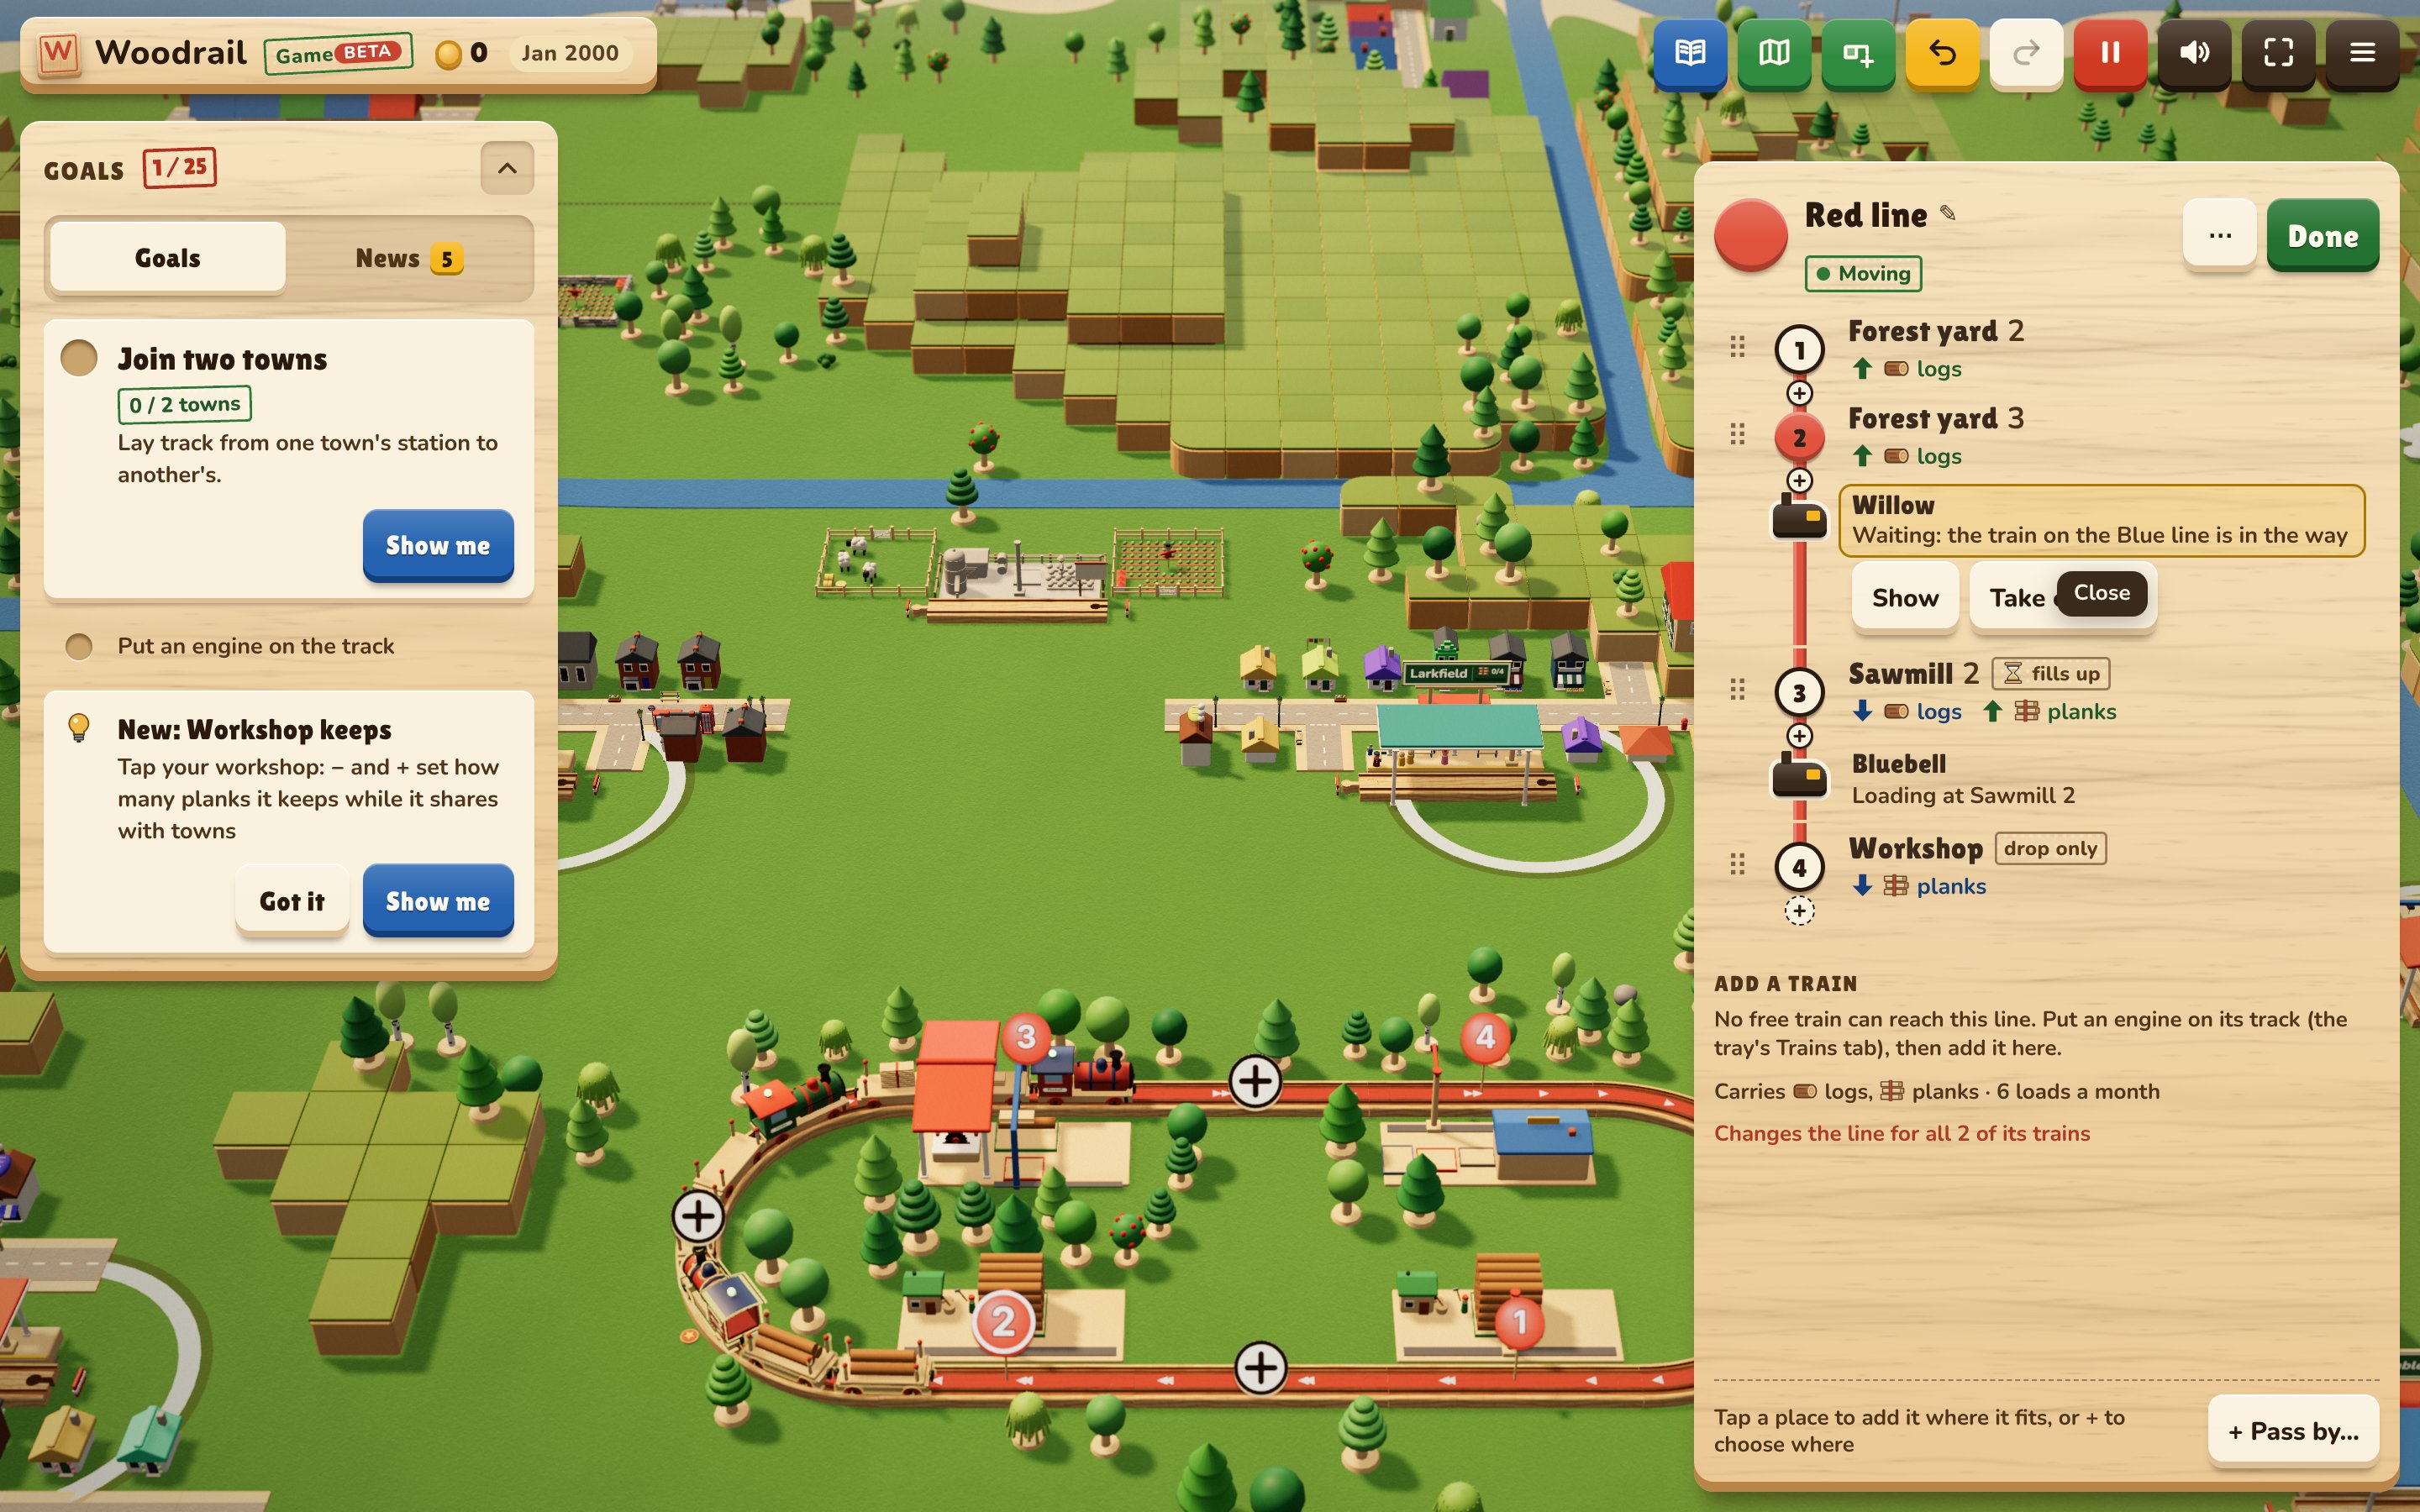 W Woodrail Game BETA 0 Jan 2000
GOALS 1/25
Goals News 5
Join two towns
0 / 2 towns
Lay track from one town's station to
another's.
Show me
Put an engine on the track
New: Workshop keeps
Tap your workshop: − and + set how
many planks it keeps while it shares
with towns
Got it Show me
Larkfield 0/4
3
4
2
1
Red line
...
Done
Moving
1 Forest yard 2
logs
2 Forest yard 3
logs
Willow
Waiting: the train on the Blue line is in the way
Show Take
Close
3 Sawmill 2 fills up
logs planks
Bluebell
Loading at Sawmill 2
4 Workshop drop only
planks
ADD A TRAIN
No free train can reach this line. Put an engine on its track (the
tray's Trains tab), then add it here.
Carries logs, planks · 6 loads a month
Changes the line for all 2 of its trains
Tap a place to add it where it fits, or + to
choose where
+ Pass by...